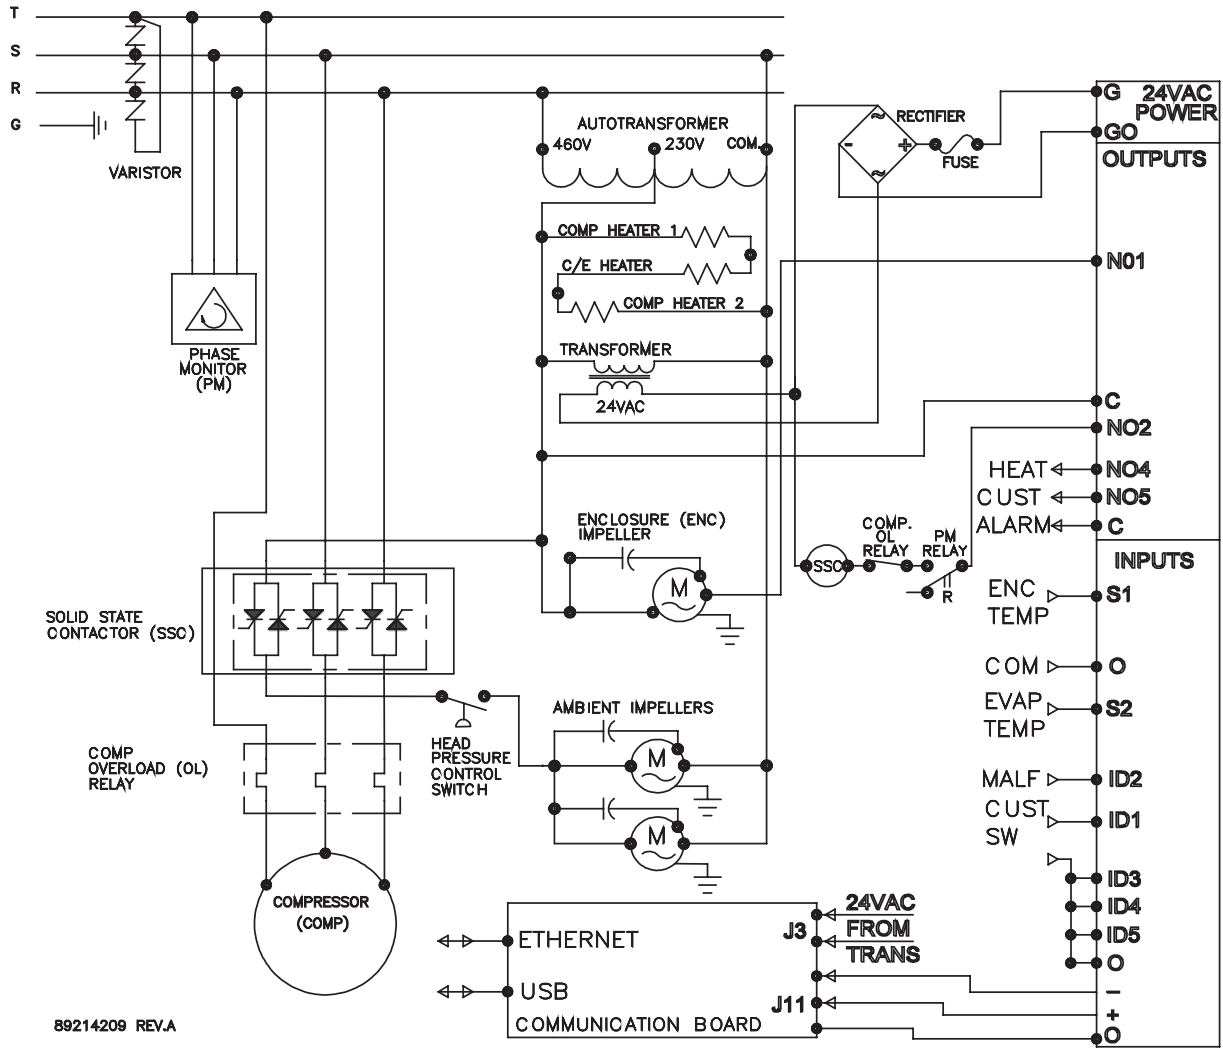 T
S
R
G
VARISTOR
PHASE
MONITOR
(PM)
AUTOTRANSFORMER
460V
230V
COM.
COMP HEATER 1
C/E HEATER
COMP HEATER 2
TRANSFORMER
24VAC
RECTIFIER
-
+
FUSE
G
24VAC
POWER
GO
OUTPUTS
N01
C
NO2
HEAT
NO4
CUST
NO5
ALARM
C
ENCLOSURE (ENC)
IMPELLER
M
COMP.
OL
RELAY
PM
RELAY
SSC
R
INPUTS
ENC
TEMP
S1
COM
O
EVAP
TEMP
S2
MALF
ID2
CUST
SW
ID1
ID3
ID4
ID5
O
–
+
O
SOLID STATE
CONTACTOR (SSC)
COMP
OVERLOAD (OL)
RELAY
HEAD
PRESSURE
CONTROL
SWITCH
AMBIENT IMPELLERS
M
M
COMPRESSOR
(COMP)
ETHERNET
USB
J3
24VAC
FROM
TRANS
J11
COMMUNICATION BOARD
89214209 REV.A